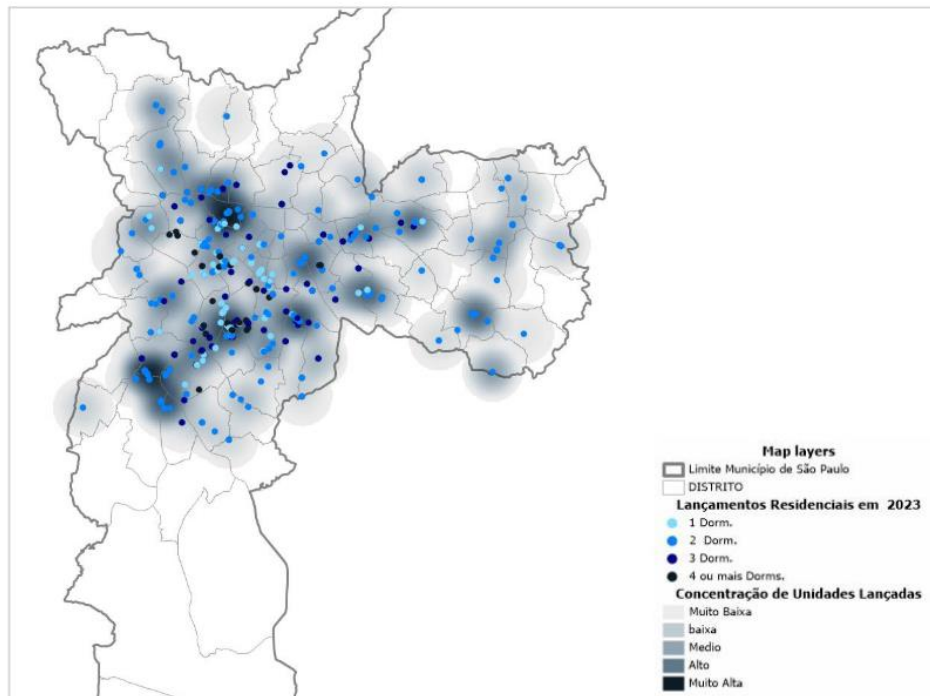 Map layers
Limite Município de São Paulo
DISTRITO
Lançamentos Residenciais em 2023
1 Dorm.
2 Dorm.
3 Dorm.
4 ou mais Dorms.
Concentração de Unidades Lançadas
Muito Baixa
baixa
Medio
Alto
Muito Alta